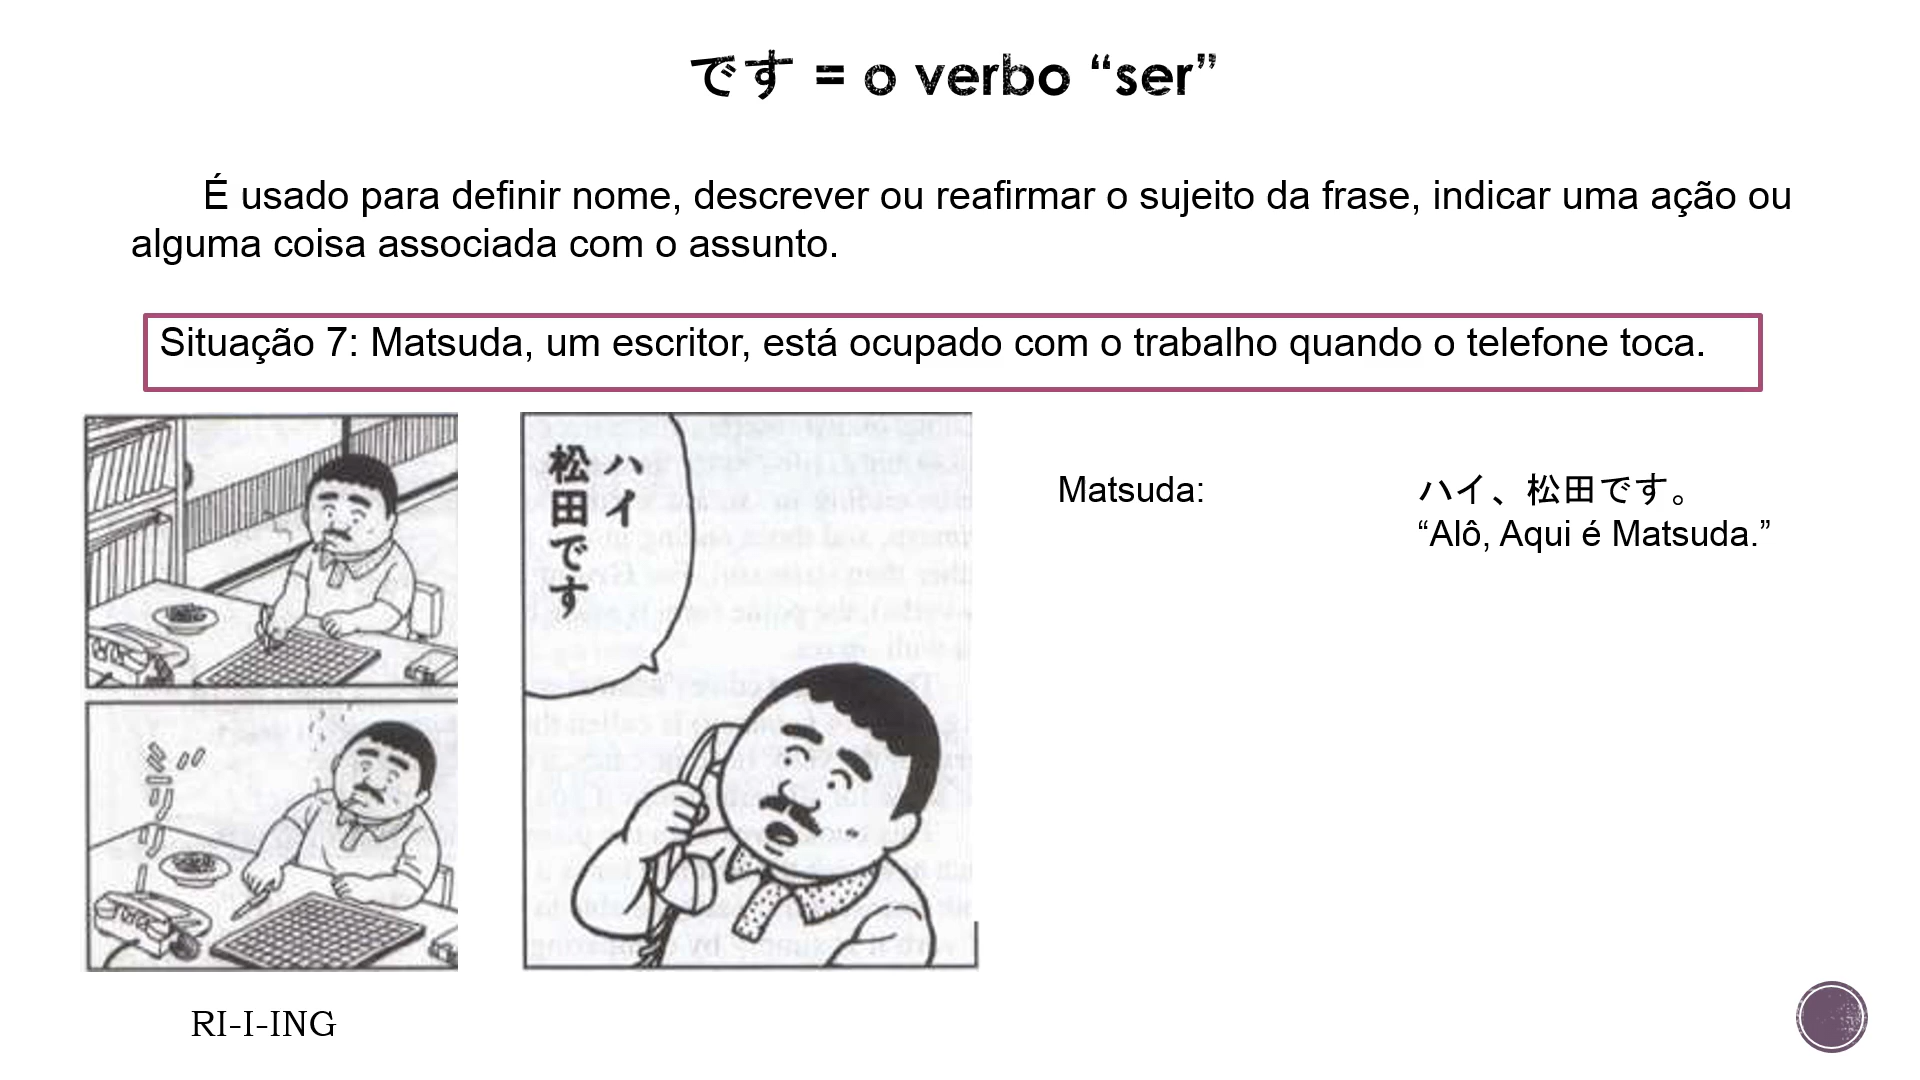 です = o verbo “ser”
É usado para definir nome, descrever ou reafirmar o sujeito da frase, indicar uma ação ou
alguma coisa associada com o assunto.
Situação 7: Matsuda, um escritor, está ocupado com o trabalho quando o telefone toca.
ハイ
松田です
Matsuda:
ハイ、松田です。
“Alô, Aqui é Matsuda.”
RI-I-ING